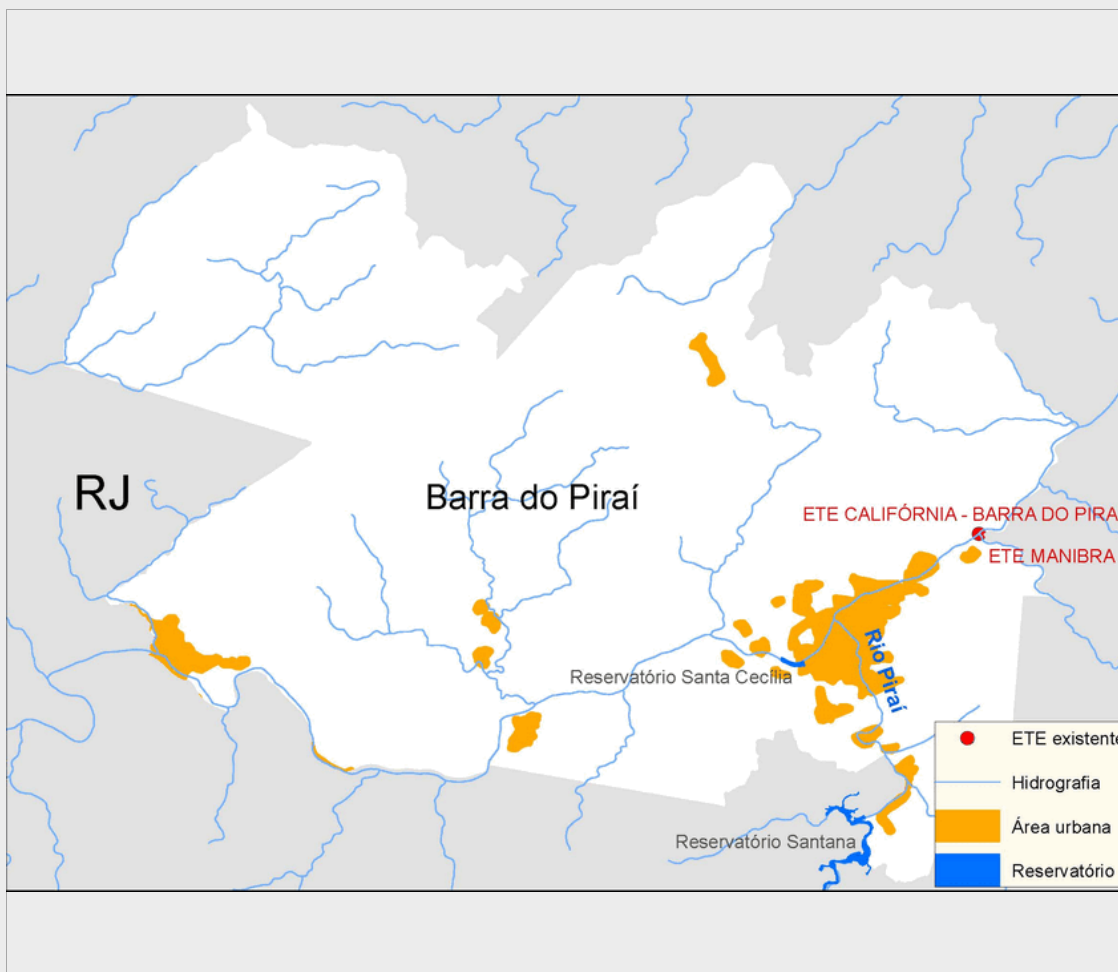 RJ
Barra do Piraí
ETE CALIFÓRNIA - BARRA DO PIRA
ETE MANIBRA
Rio Piraí
Reservatório Santa Cecília
Reservatório Santana
ETE existente
Hidrografia
Área urbana
Reservatório